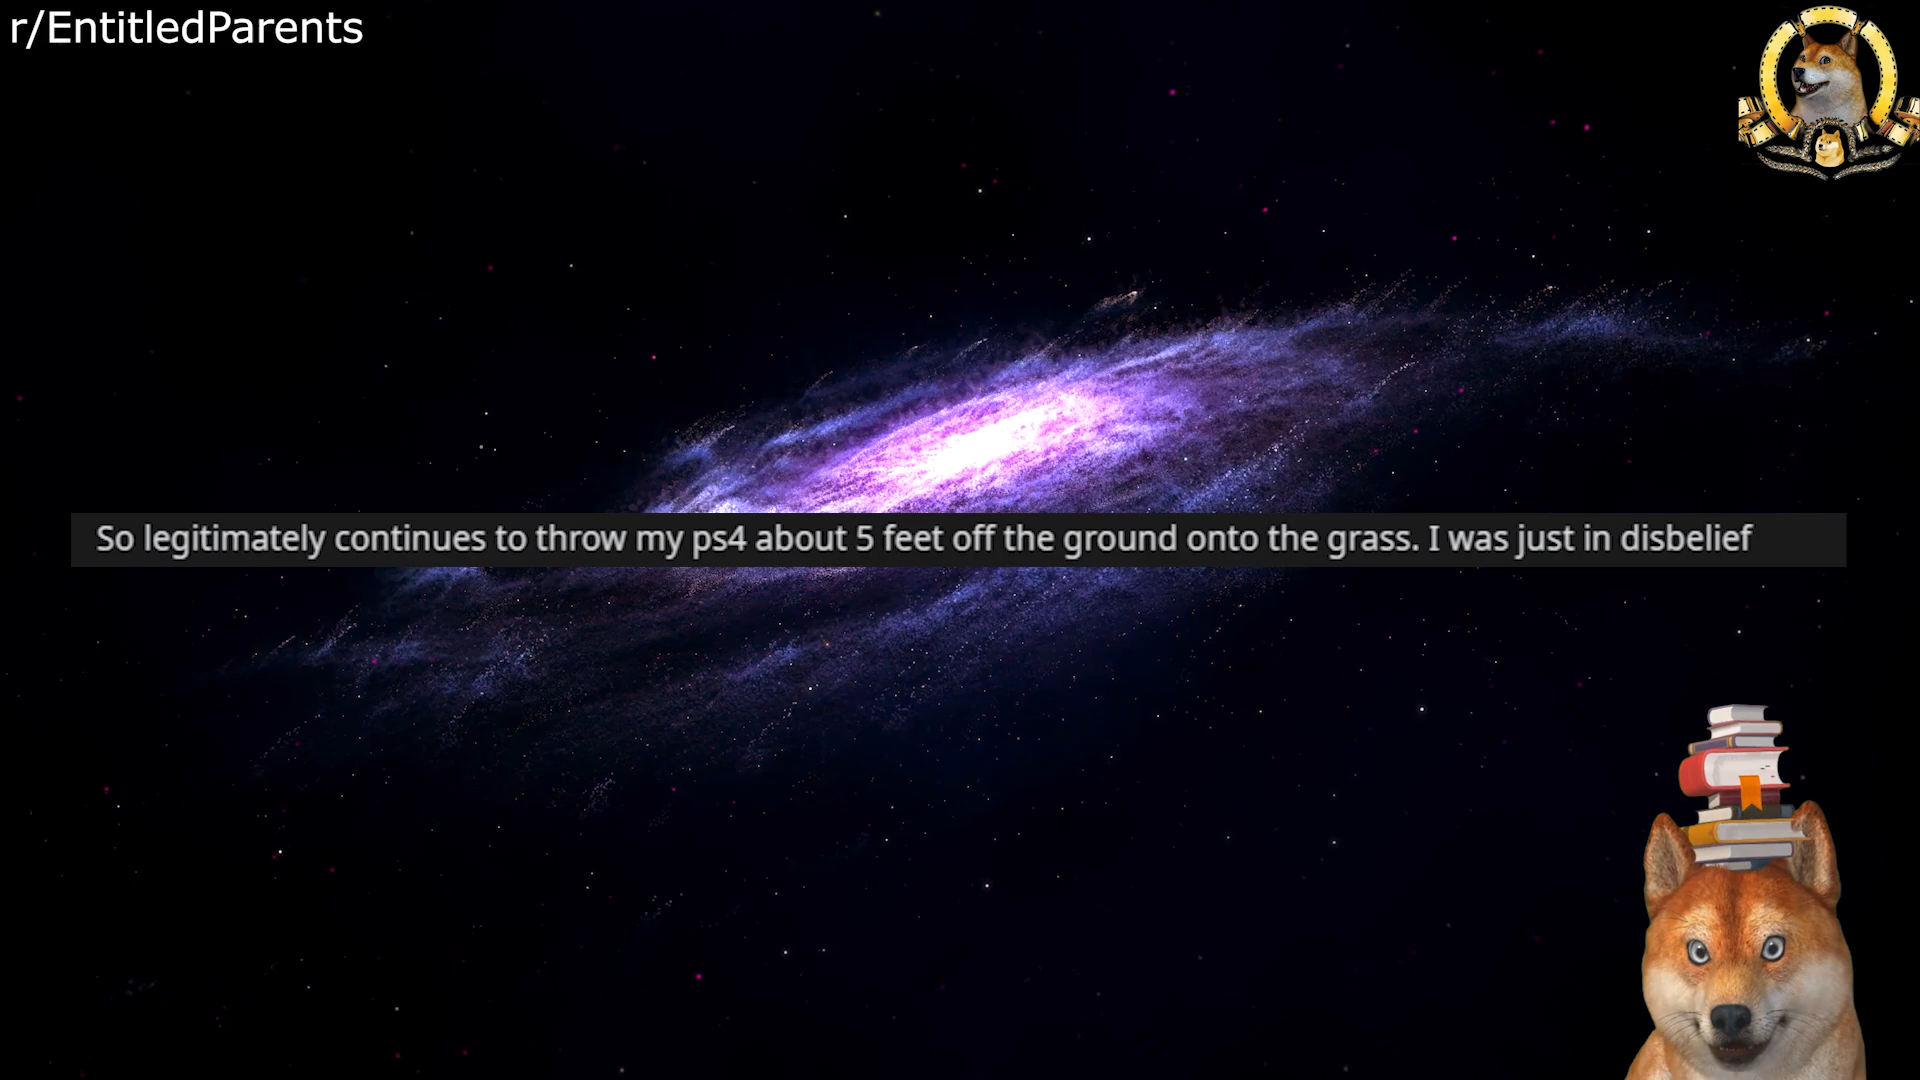 r/EntitledParents
So legitimately continues to throw my ps4 about 5 feet off the ground onto the grass. I was just in disbelief